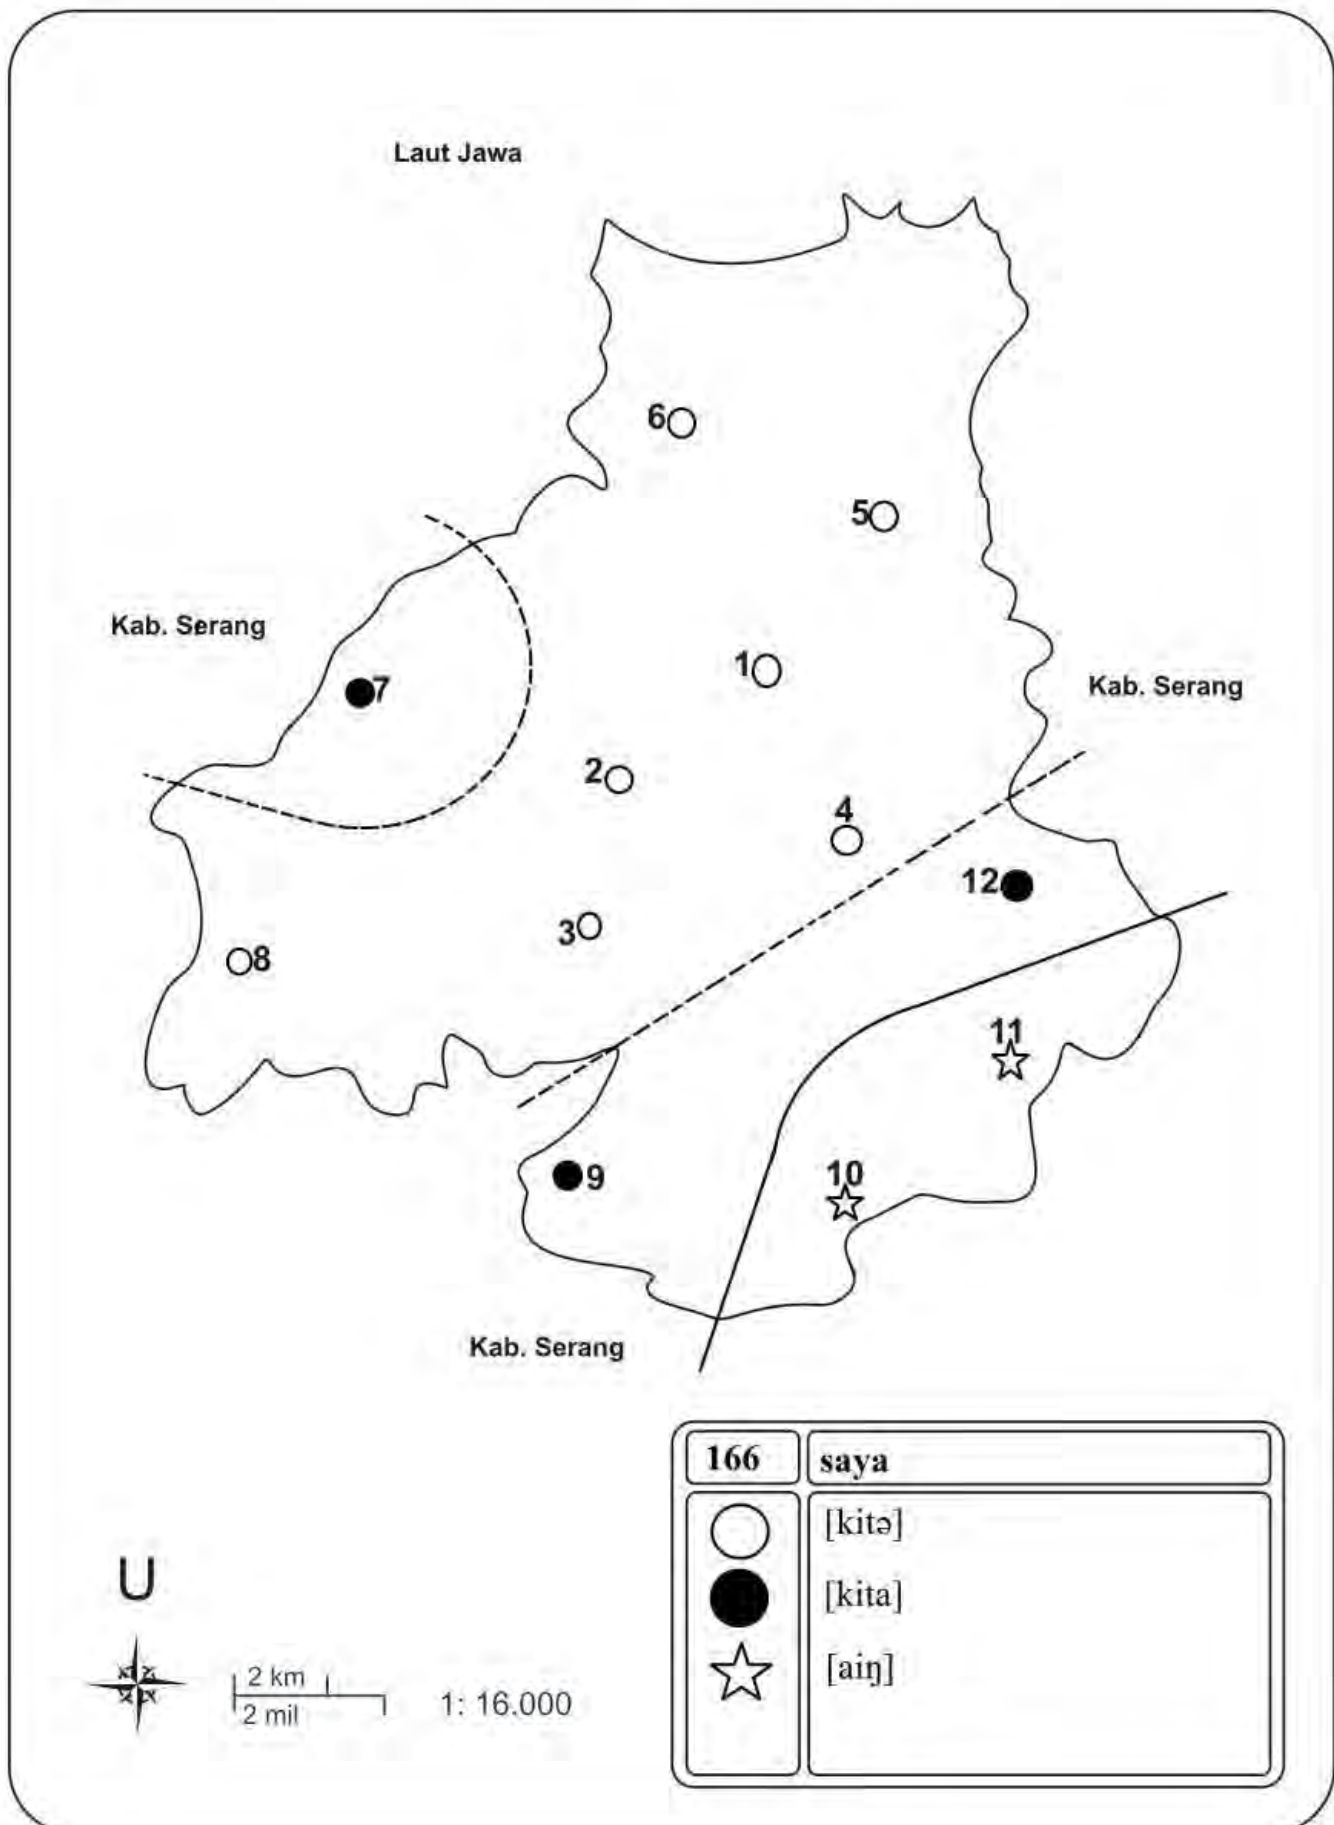 Laut Jawa
6
5
Kab. Serang
1
7
Kab. Serang
2
4
12
3
8
11
10
9
Kab. Serang
166 saya
[kitə]
[kita]
[aiŋ]
U
2 km
2 mil
1: 16.000